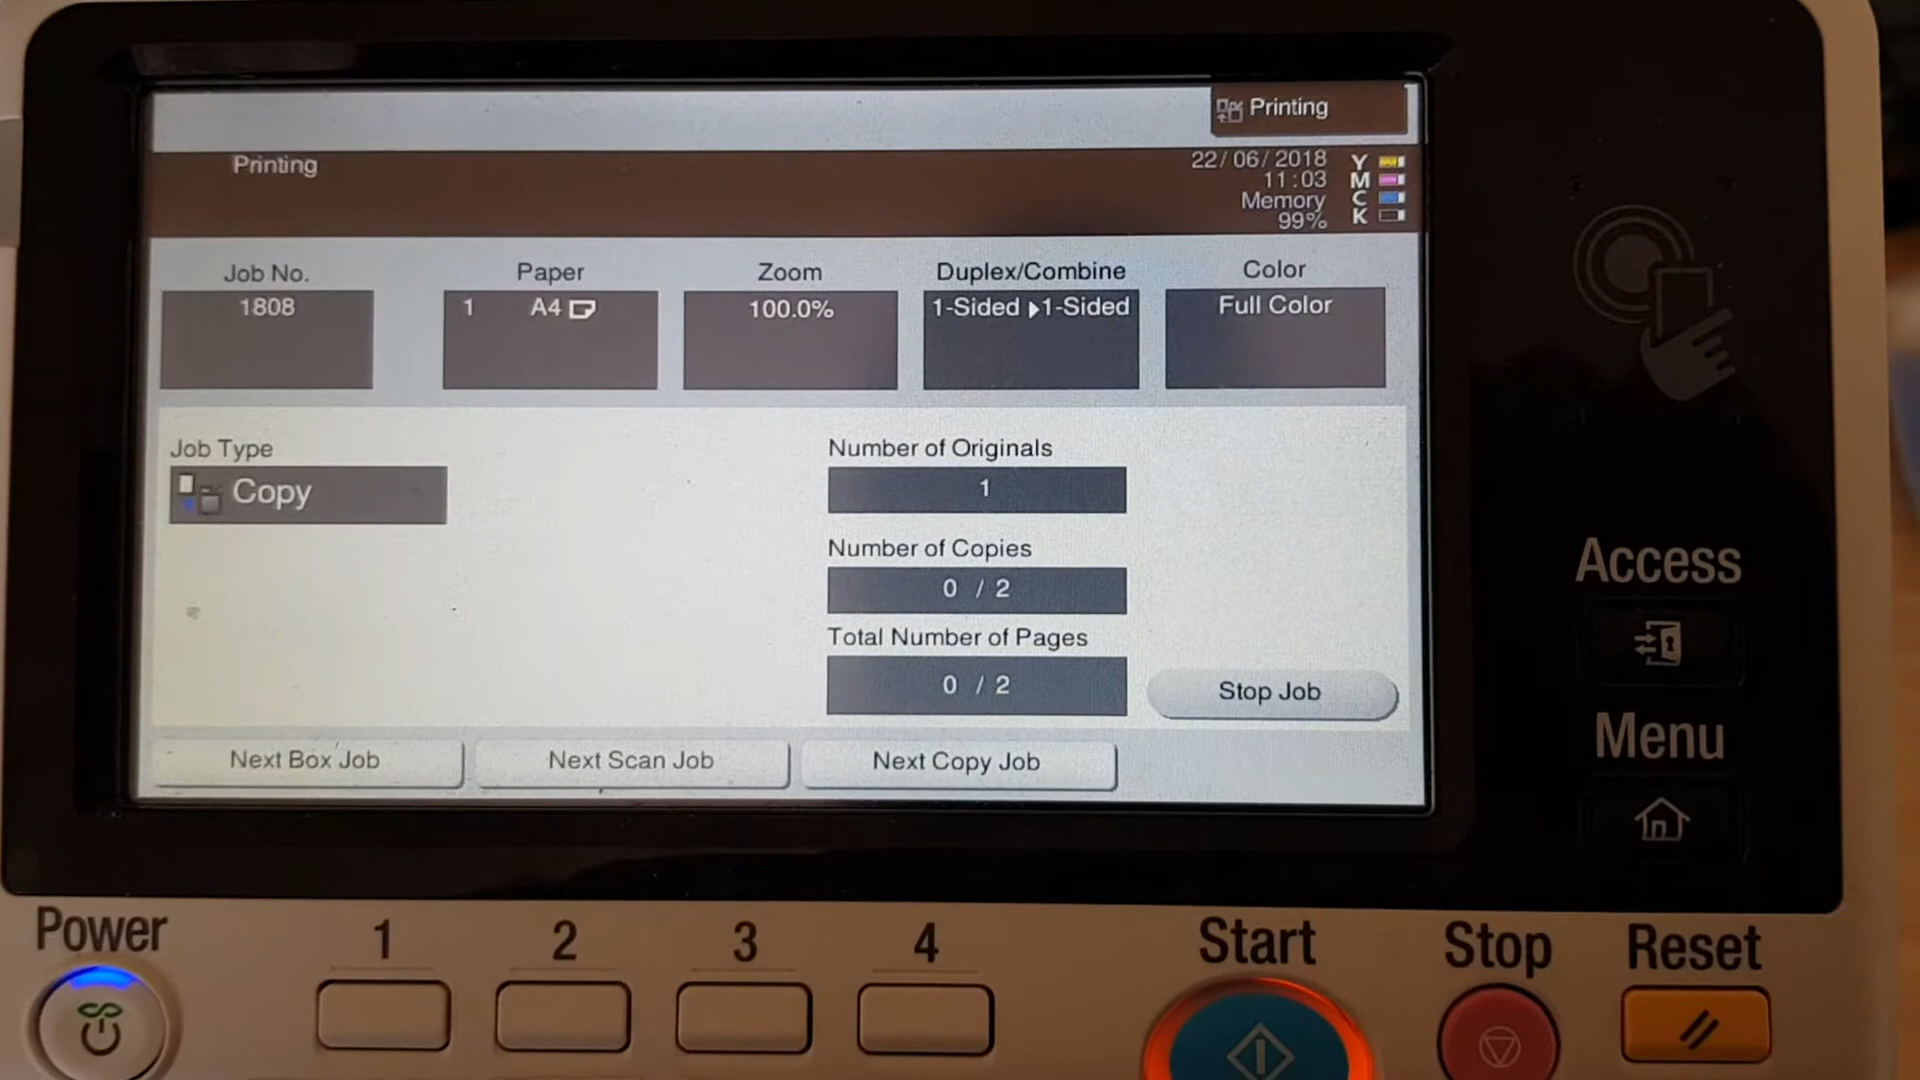 Printing
Printing
22/06/2018
11:03
Memory
99%
Y
M
C
K
Job No.
Paper
Zoom
Duplex/Combine
Color
1808
1 A4
100.0%
1-Sided ▸1-Sided
Full Color
Job Type
Copy
Number of Originals
1
Number of Copies
0 / 2
Total Number of Pages
0 / 2
Stop Job
Next Box Job
Next Scan Job
Next Copy Job
Access
Menu
Power
1
2
3
4
Start
Stop
Reset